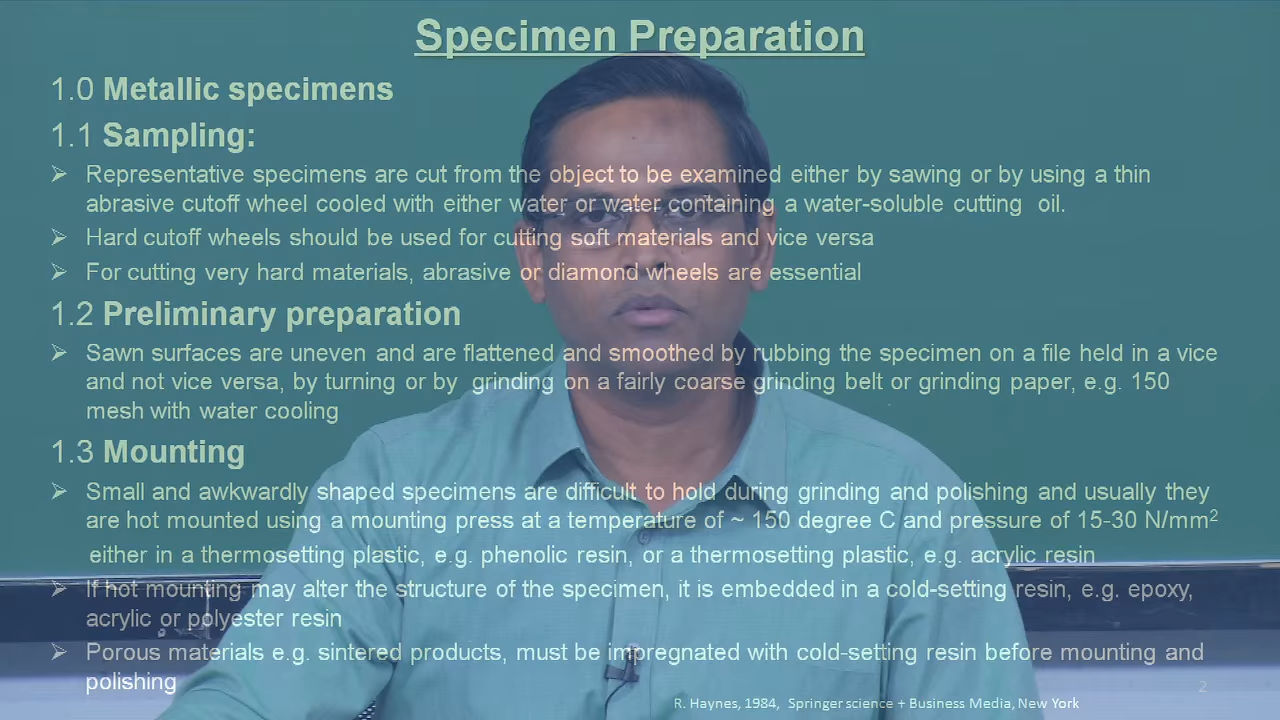 Specimen Preparation
1.0 Metallic specimens
1.1 Sampling:
➢ Representative specimens are cut from the object to be examined either by sawing or by using a thin
abrasive cutoff wheel cooled with either water or water containing a water-soluble cutting oil.
➢ Hard cutoff wheels should be used for cutting soft materials and vice versa
➢ For cutting very hard materials, abrasive or diamond wheels are essential
1.2 Preliminary preparation
➢ Sawn surfaces are uneven and are flattened and smoothed by rubbing the specimen on a file held in a vice
and not vice versa, by turning or by grinding on a fairly coarse grinding belt or grinding paper, e.g. 150
mesh with water cooling
1.3 Mounting
➢ Small and awkwardly shaped specimens are difficult to hold during grinding and polishing and usually they
are hot mounted using a mounting press at a temperature of ~ 150 degree C and pressure of 15-30 N/mm²
either in a thermosetting plastic, e.g. phenolic resin, or a thermosetting plastic, e.g. acrylic resin
➢ If hot mounting may alter the structure of the specimen, it is embedded in a cold-setting resin, e.g. epoxy,
acrylic or polyester resin
➢ Porous materials e.g. sintered products, must be impregnated with cold-setting resin before mounting and
polishing
2
R. Haynes, 1984, Springer science + Business Media, New York